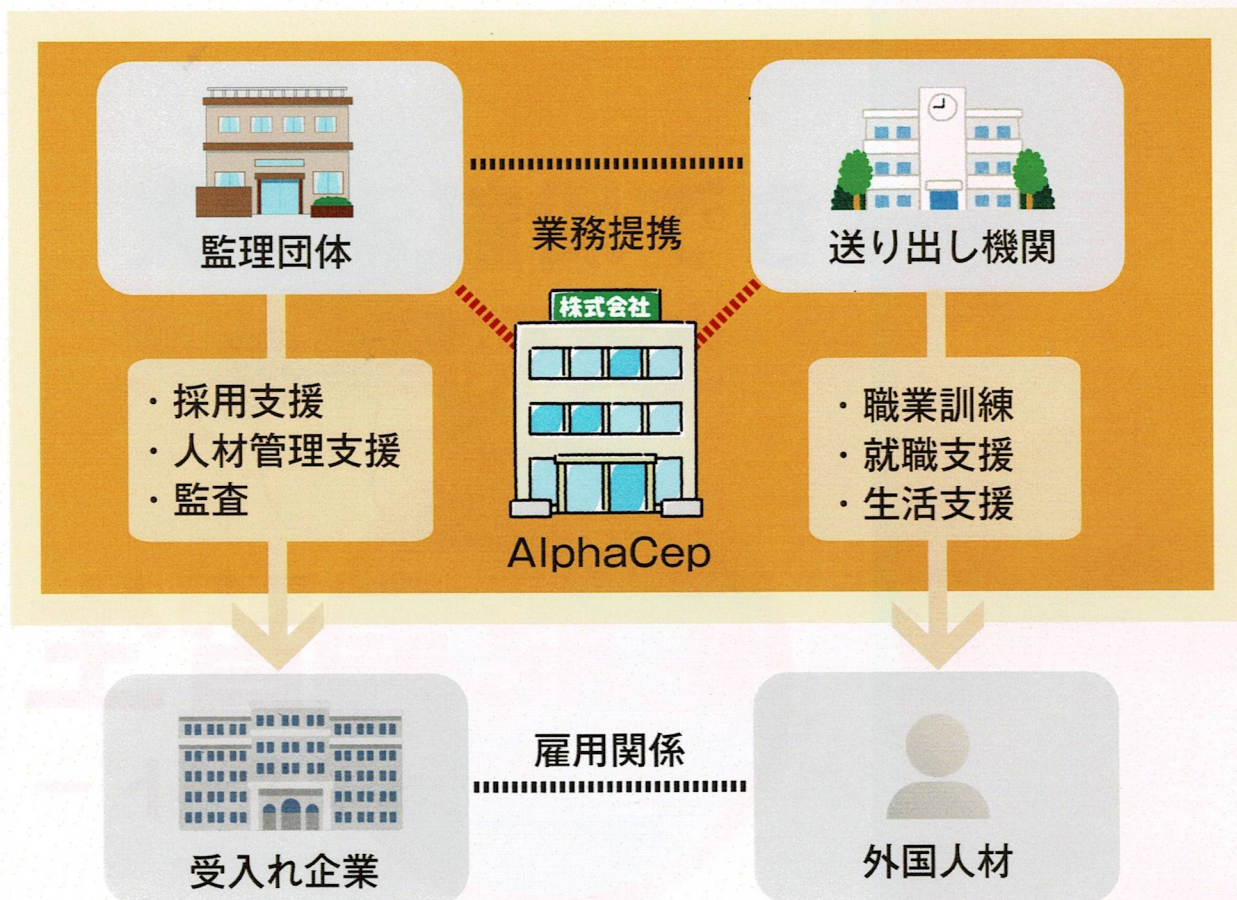 監理団体
業務提携
送り出し機関
株式会社
・採用支援
・人材管理支援
・監査
AlphaCep
・職業訓練
・就職支援
・生活支援
受入れ企業
雇用関係
外国人材